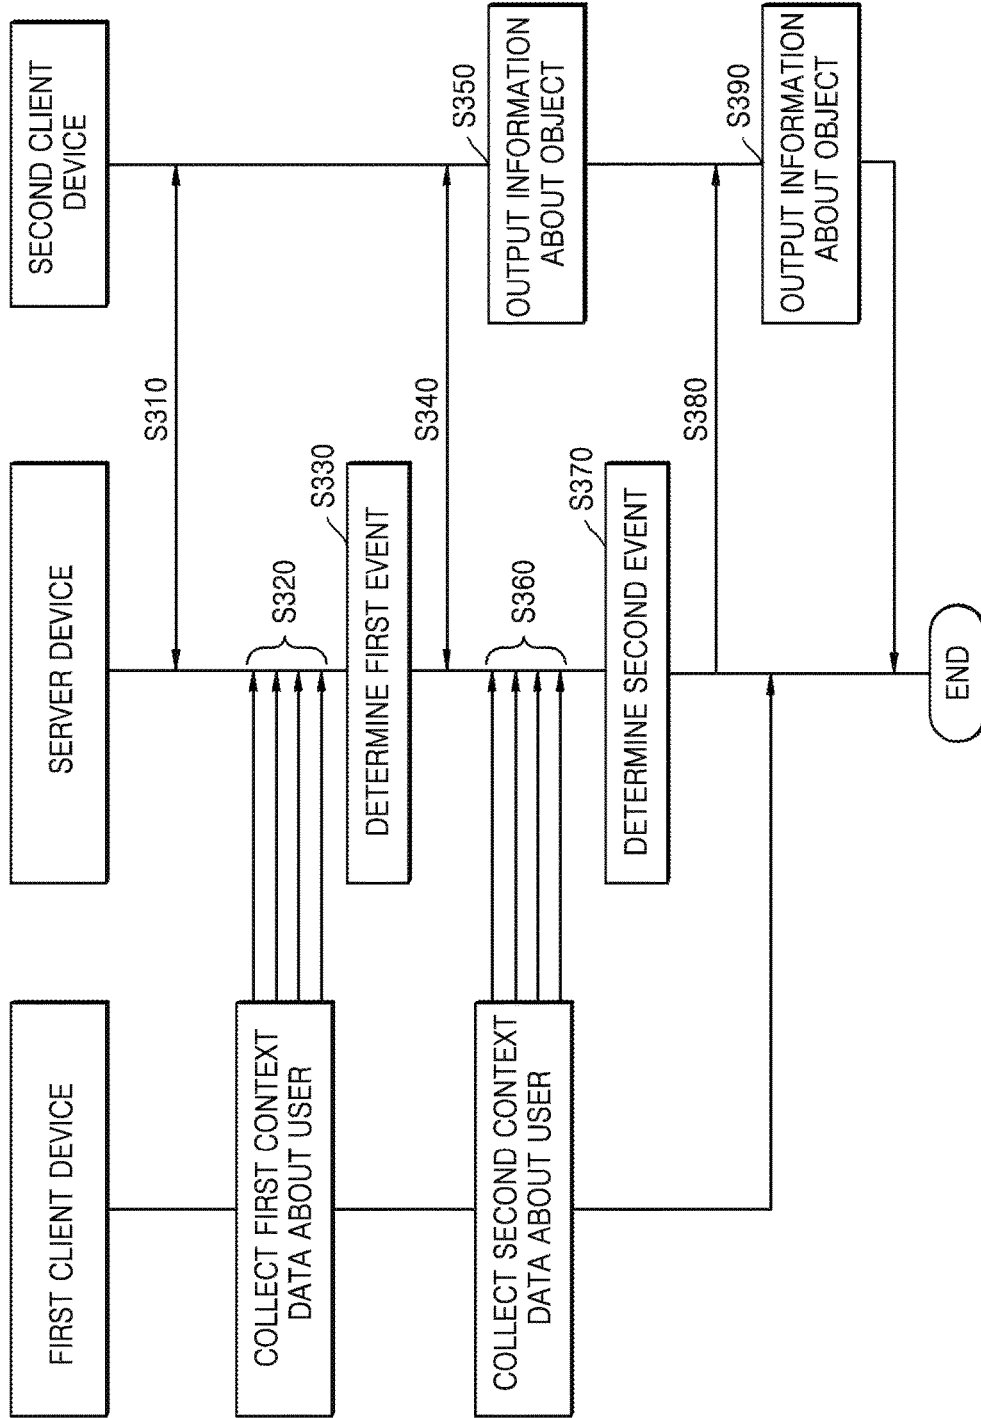 FIRST CLIENT DEVICE
SERVER DEVICE
SECOND CLIENT
DEVICE
S310
COLLECT FIRST CONTEXT
DATA ABOUT USER
S320
S330
DETERMINE FIRST EVENT
S340
S350
OUTPUT INFORMATION
ABOUT OBJECT
COLLECT SECOND CONTEXT
DATA ABOUT USER
S360
S370
DETERMINE SECOND EVENT
S380
S390
OUTPUT INFORMATION
ABOUT OBJECT
END